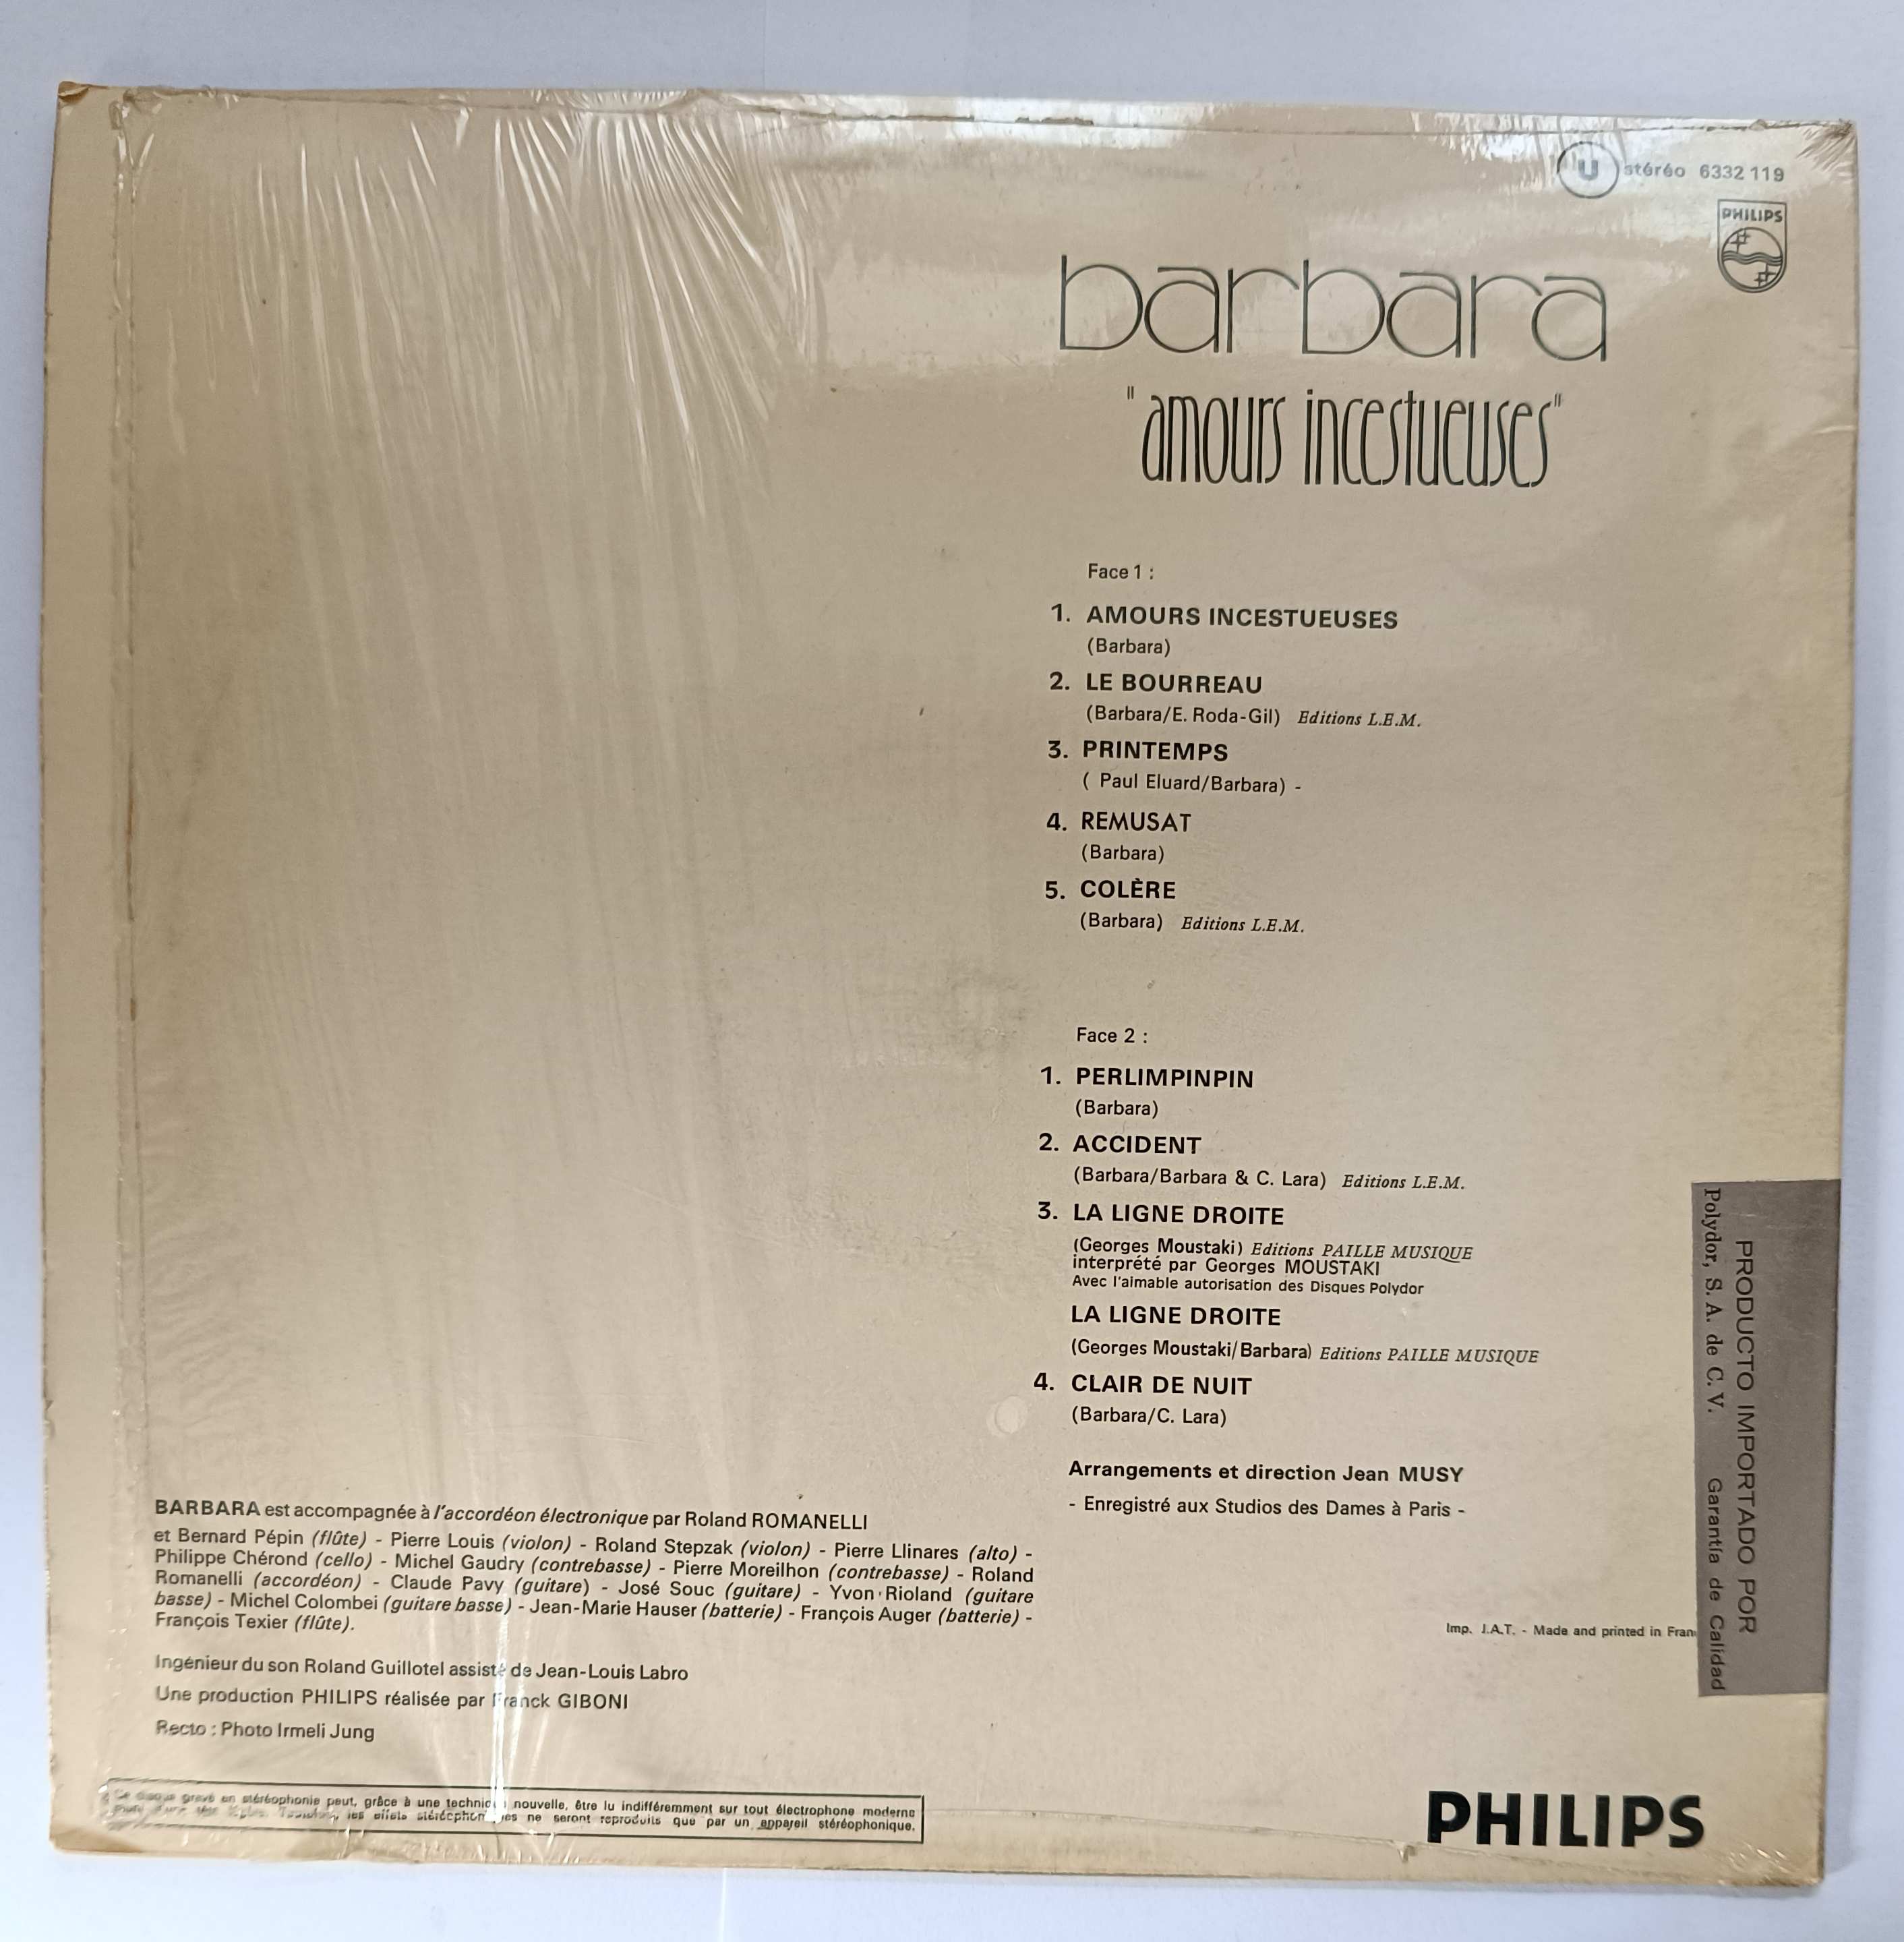 U stéréo 6332 119
PHILIPS
barbara
"amours incestueuses"
Face 1 :
1. AMOURS INCESTUEUSES
(Barbara)
2. LE BOURREAU
(Barbara/E. Roda-Gil) Editions L.E.M.
3. PRINTEMPS
( Paul Eluard/Barbara) -
4. REMUSAT
(Barbara)
5. COLÈRE
(Barbara) Editions L.E.M.
Face 2 :
1. PERLIMPINPIN
(Barbara)
2. ACCIDENT
(Barbara/Barbara & C. Lara) Editions L.E.M.
3. LA LIGNE DROITE
(Georges Moustaki) Editions PAILLE MUSIQUE
interprété par Georges MOUSTAKI
Avec l'aimable autorisation des Disques Polydor
LA LIGNE DROITE
(Georges Moustaki/Barbara) Editions PAILLE MUSIQUE
4. CLAIR DE NUIT
(Barbara/C. Lara)
Arrangements et direction Jean MUSY
- Enregistré aux Studios des Dames à Paris -
BARBARA est accompagnée à l'accordéon électronique par Roland ROMANELLI
et Bernard Pépin (flûte) - Pierre Louis (violon) - Roland Stepzak (violon) - Pierre Llinares (alto) -
Philippe Chérond (cello) - Michel Gaudry (contrebasse) - Pierre Moreilhon (contrebasse) - Roland
Romanelli (accordéon) - Claude Pavy (guitare) - José Souc (guitare) - Yvon Rioland (guitare
basse) - Michel Colombei (guitare basse) - Jean-Marie Hauser (batterie) - François Auger (batterie) -
François Texier (flûte).
Ingénieur du son Roland Guillotel assisté de Jean-Louis Labro
Une production PHILIPS réalisée par Franck GIBONI
Recto : Photo Irmeli Jung
Imp. J.A.T. - Made and printed in Fran
PRODUCTO IMPORTADO POR
Polydor, S. A. de C. V. Garantía de Calidad
Ce disque gravé en stéréophonie peut, grâce à une technique nouvelle, être lu indifféremment sur tout électrophone moderne
les effets stéréophoniques ne seront reproduits que par un appareil stéréophonique.
PHILIPS